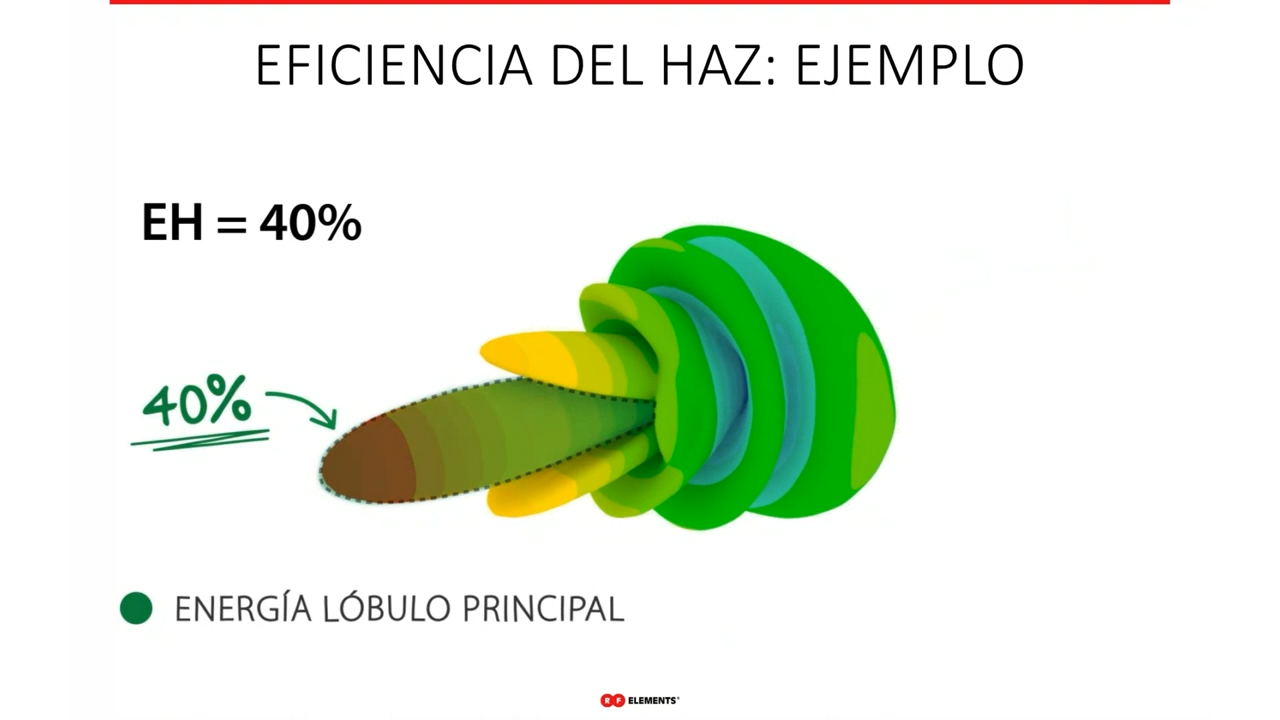 EFICIENCIA DEL HAZ: EJEMPLO
EH = 40%
40%
ENERGÍA LÓBULO PRINCIPAL
RF ELEMENTS